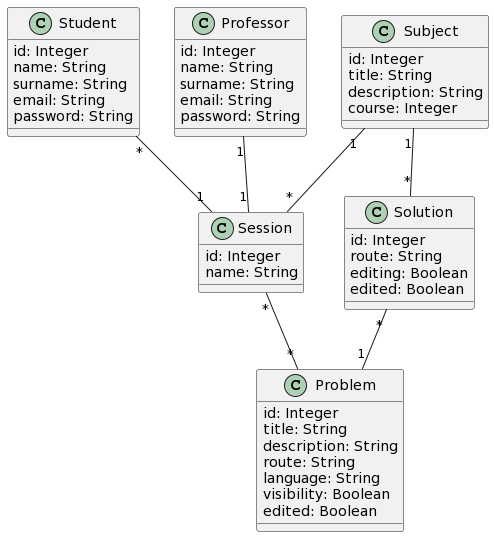 C Student
id: Integer
name: String
surname: String
email: String
password: String
C Professor
id: Integer
name: String
surname: String
email: String
password: String
C Subject
id: Integer
title: String
description: String
course: Integer
* 1
1 1
1 *
1 *
C Session
id: Integer
name: String
C Solution
id: Integer
route: String
editing: Boolean
edited: Boolean
* *
* 1
C Problem
id: Integer
title: String
description: String
route: String
language: String
visibility: Boolean
edited: Boolean